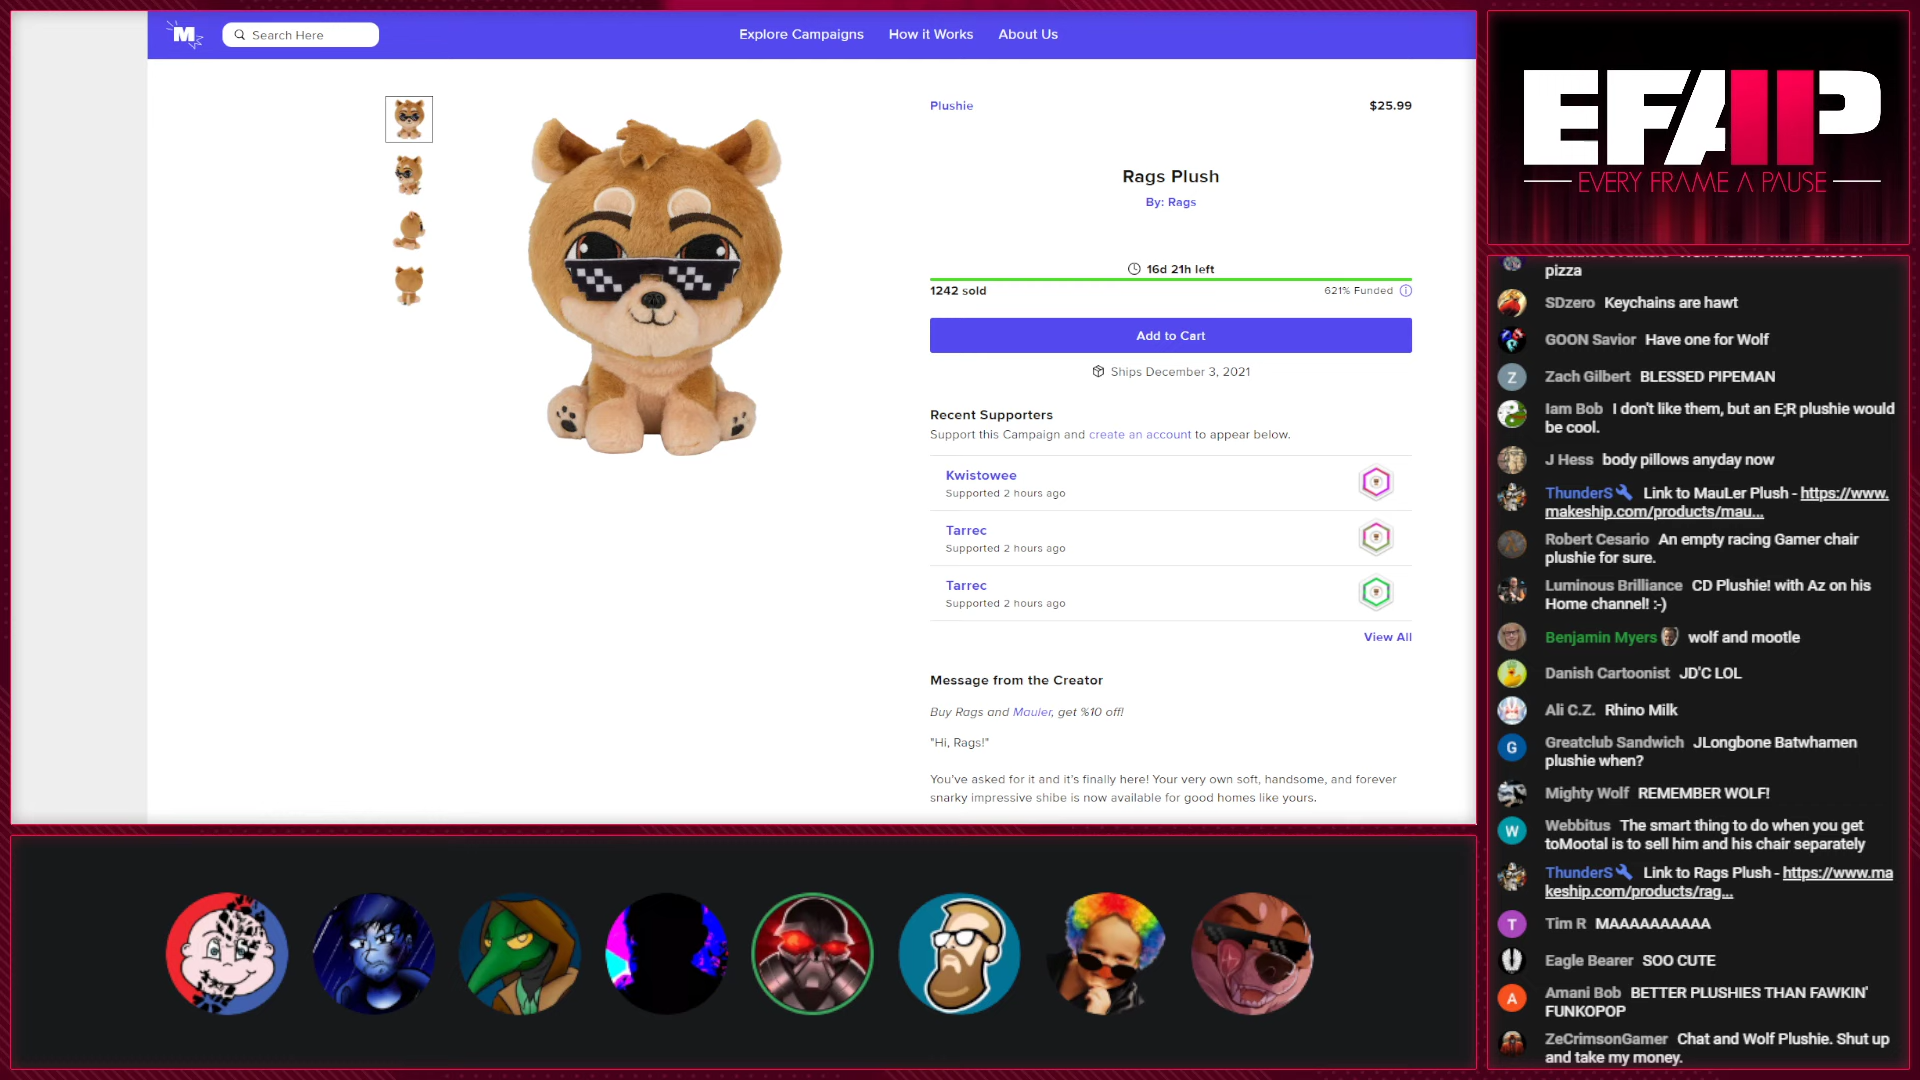 M
Search Here
Explore Campaigns
How it Works
About Us
Plushie
$25.99
Rags Plush
By: Rags
16d 21h left
1242 sold
621% Funded
Add to Cart
Ships December 3, 2021
Recent Supporters
Support this Campaign and create an account to appear below.
Kwistowee
Supported 2 hours ago
Tarrec
Supported 2 hours ago
Tarrec
Supported 2 hours ago
View All
Message from the Creator
Buy Rags and Mauler, get %10 off!
"Hi, Rags!"
You've asked for it and it's finally here! Your very own soft, handsome, and forever
snarky impressive shibe is now available for good homes like yours.
EFAP
EVERY FRAME A PAUSE
pizza
SDzero Keychains are hawt
GOON Savior Have one for Wolf
Z Zach Gilbert BLESSED PIPEMAN
Iam Bob I don't like them, but an E;R plushie would
be cool.
J Hess body pillows anyday now
ThunderS Link to MauLer Plush - https://www.
makeship.com/products/mau...
Robert Cesario An empty racing Gamer chair
plushie for sure.
Luminous Brilliance CD Plushie! with Az on his
Home channel! :-)
Benjamin Myers wolf and mootle
Danish Cartoonist JD'C LOL
Ali C.Z. Rhino Milk
G Greatclub Sandwich JLongbone Batwhamen
plushie when?
Mighty Wolf REMEMBER WOLF!
W Webbitus The smart thing to do when you get
toMootal is to sell him and his chair separately
ThunderS Link to Rags Plush - https://www.ma
keship.com/products/rag...
T Tim R MAAAAAAAAAA
Eagle Bearer SOO CUTE
A Amani Bob BETTER PLUSHIES THAN FAWKIN'
FUNKOPOP
ZeCrimsonGamer Chat and Wolf Plushie. Shut up
and take my money.